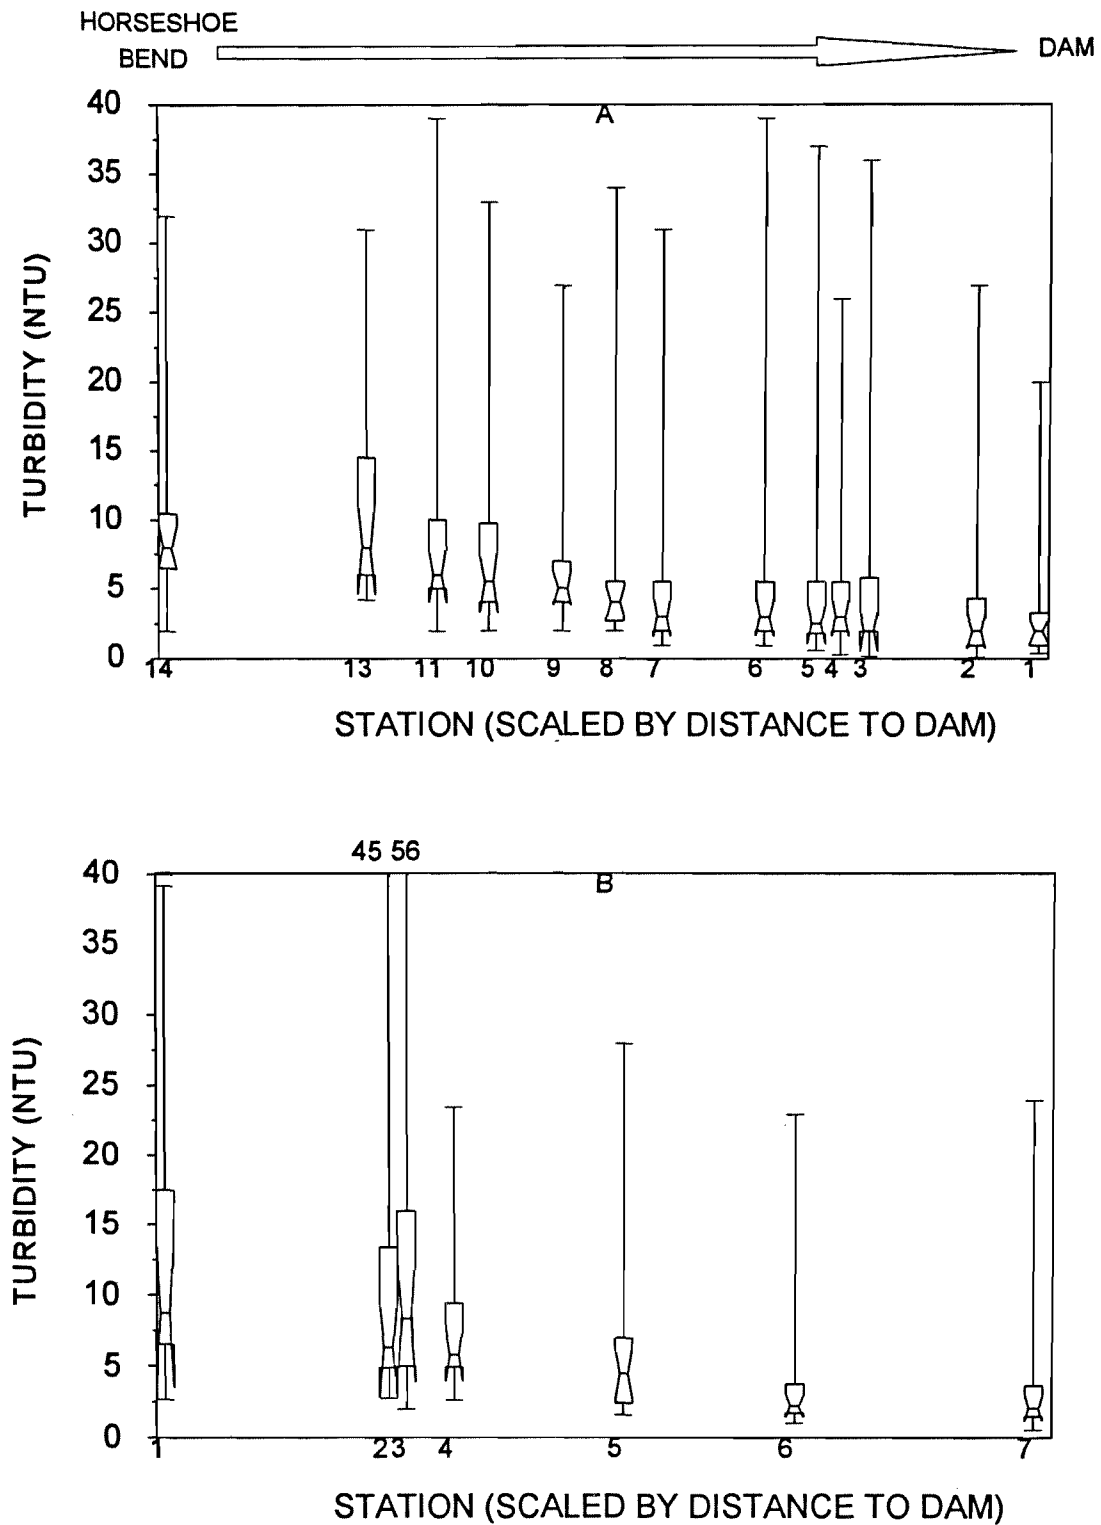 HORSESHOE
BEND
DAM
A
40
35
30
25
20
15
10
5
0
TURBIDITY (NTU)
14 13 11 10 9 8 7 6 5 4 3 2 1
STATION (SCALED BY DISTANCE TO DAM)
45 56
B
40
35
30
25
20
15
10
5
0
TURBIDITY (NTU)
1 2 3 4 5 6 7
STATION (SCALED BY DISTANCE TO DAM)